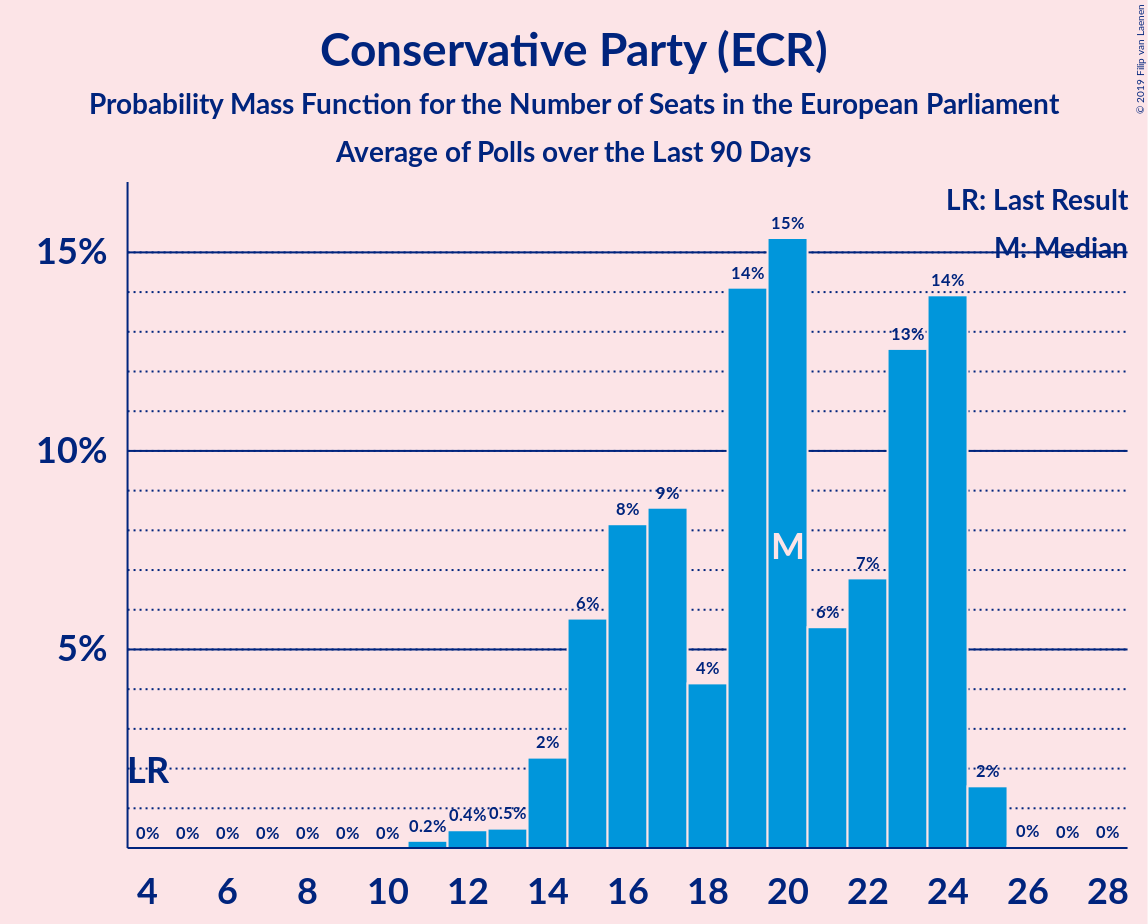 Conservative Party (ECR)
Probability Mass Function for the Number of Seats in the European Parliament
Average of Polls over the Last 90 Days
© 2019 Filip van Laenen
LR: Last Result
M: Median
15%
10%
5%
LR
0% 0% 0% 0% 0% 0% 0% 0.2% 0.4% 0.5% 2% 6% 8% 9% 4% 14% 15% 6% 7% 13% 14% 2% 0% 0% 0%
M
4 6 8 10 12 14 16 18 20 22 24 26 28